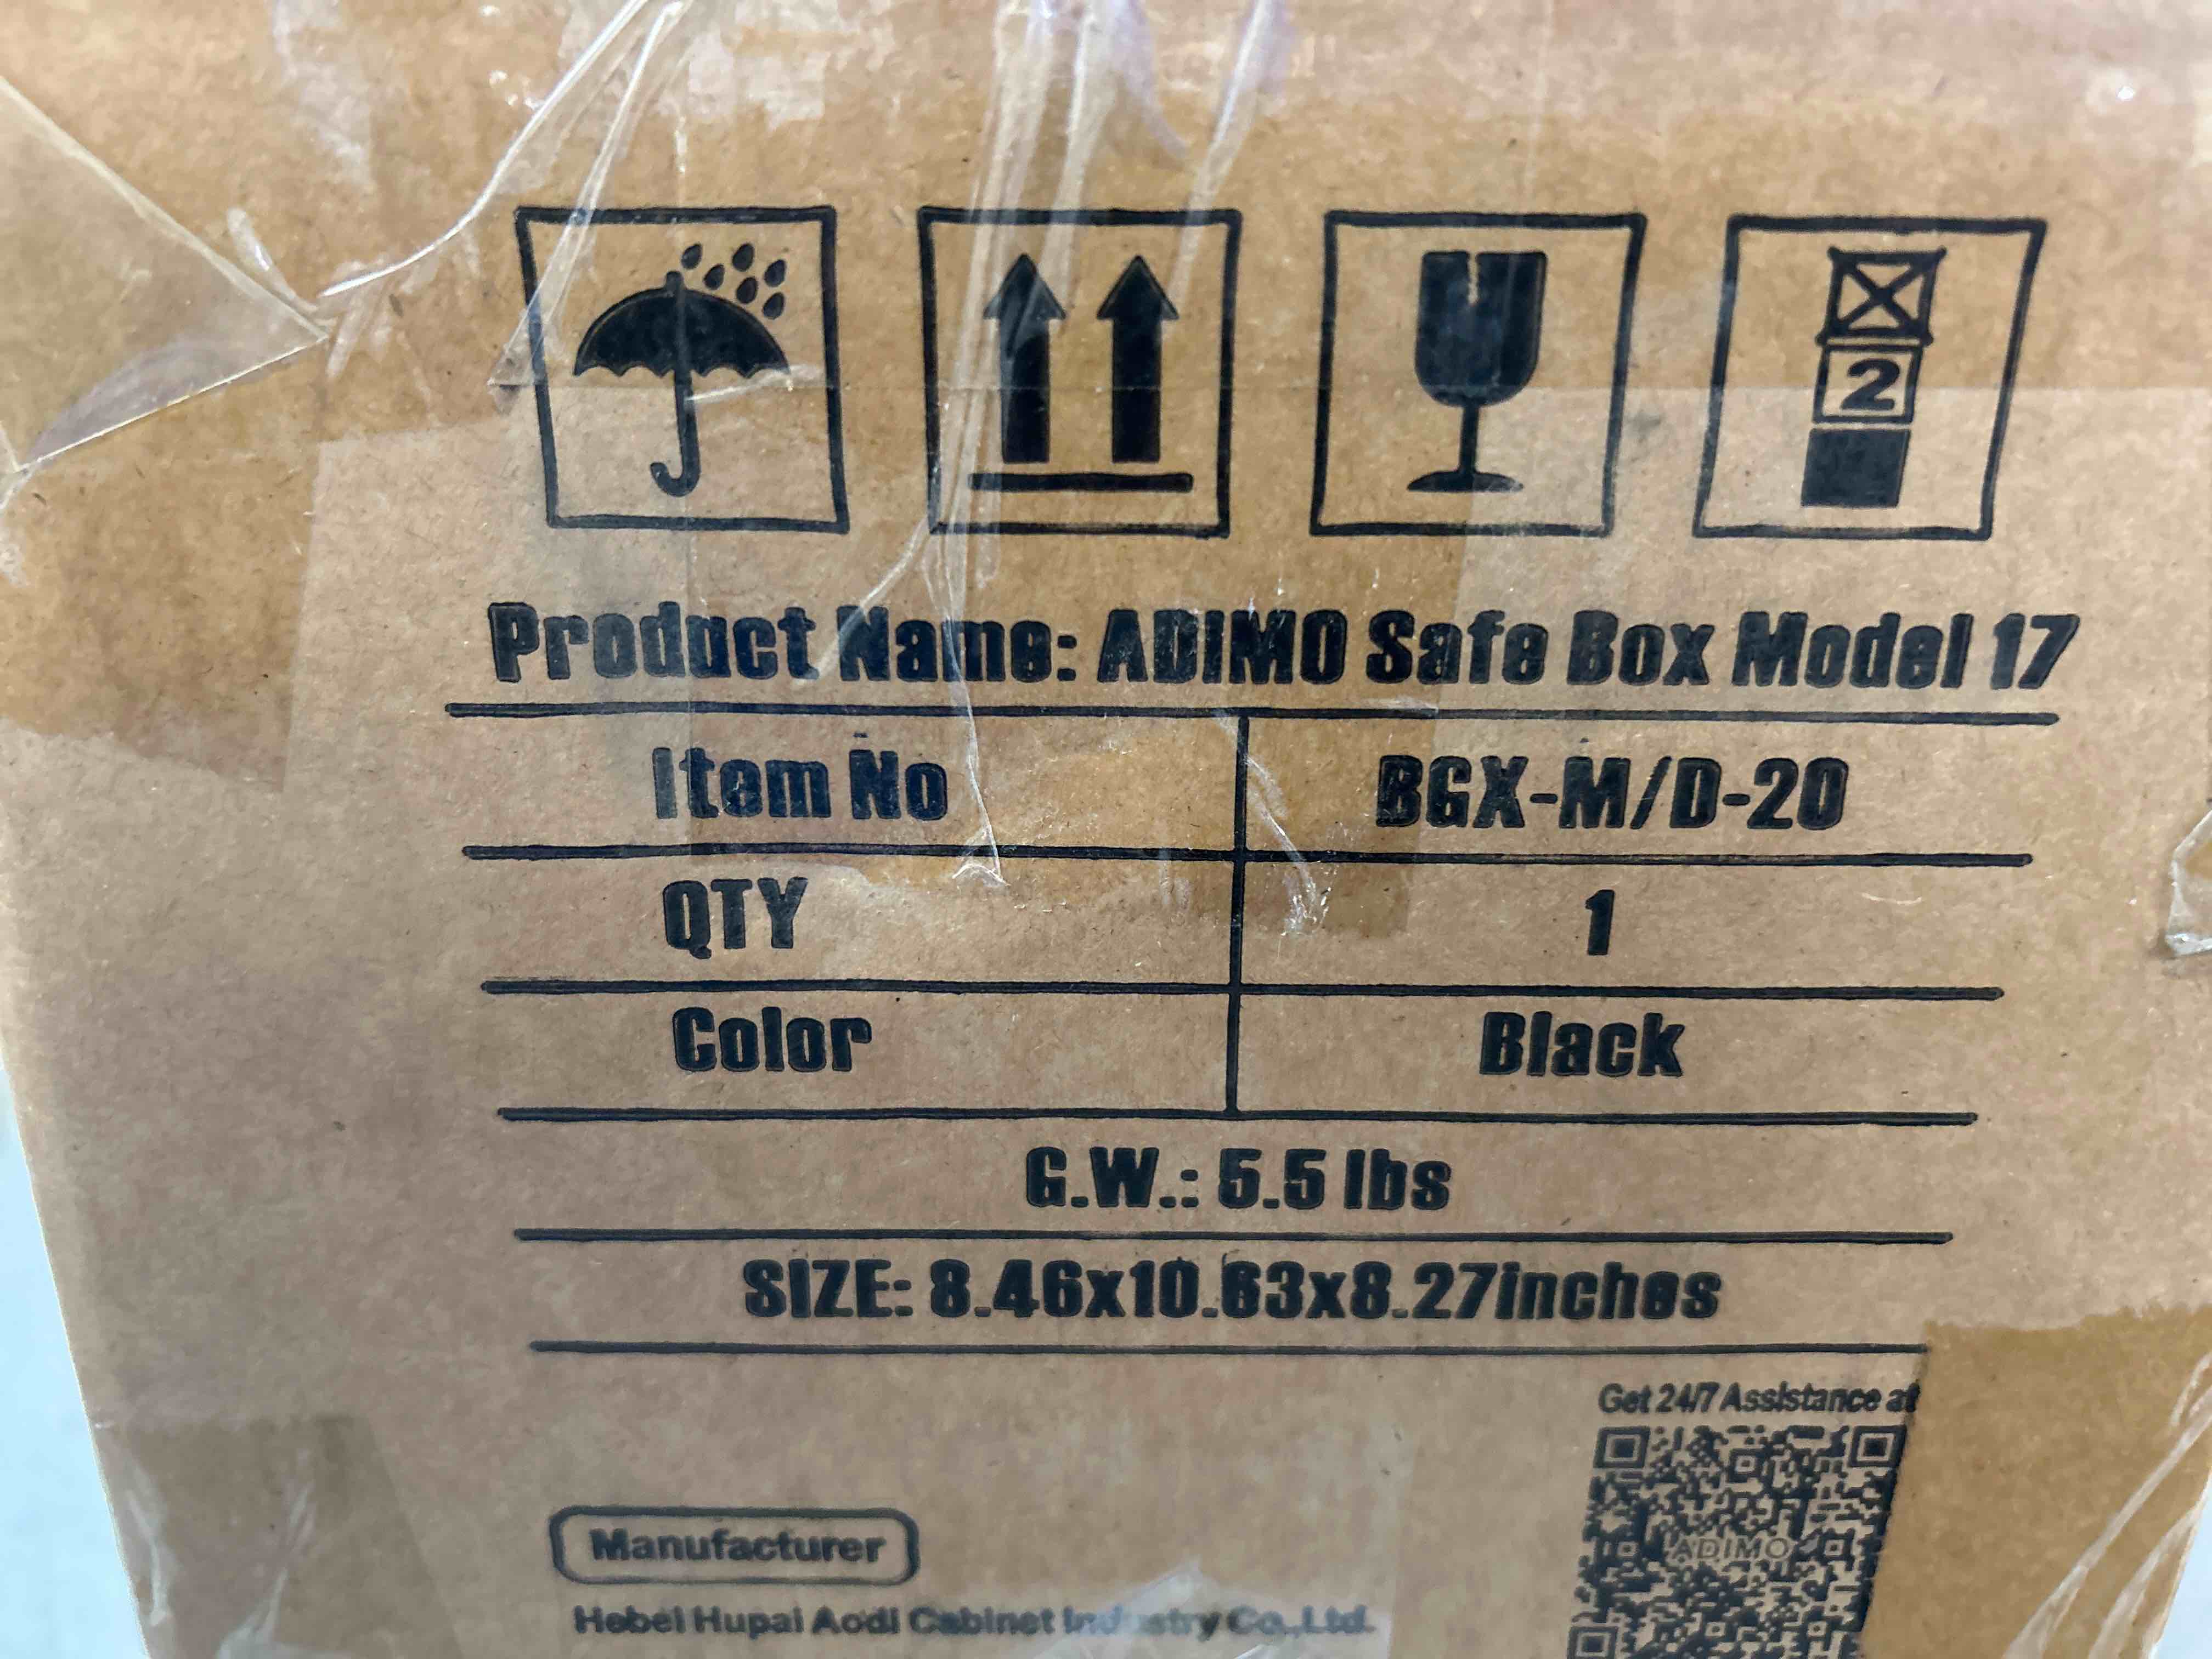 2
Product Name: ADIMO Safe Box Model 17
Item No BGX-M/D-20
QTY 1
Color Black
G.W.: 5.5 lbs
SIZE: 8.46x10.63x8.27inches
Get 24/7 Assistance at
ADIMO
Manufacturer
Hebei Hupai Aodi Cabinet Industry Co.,Ltd.